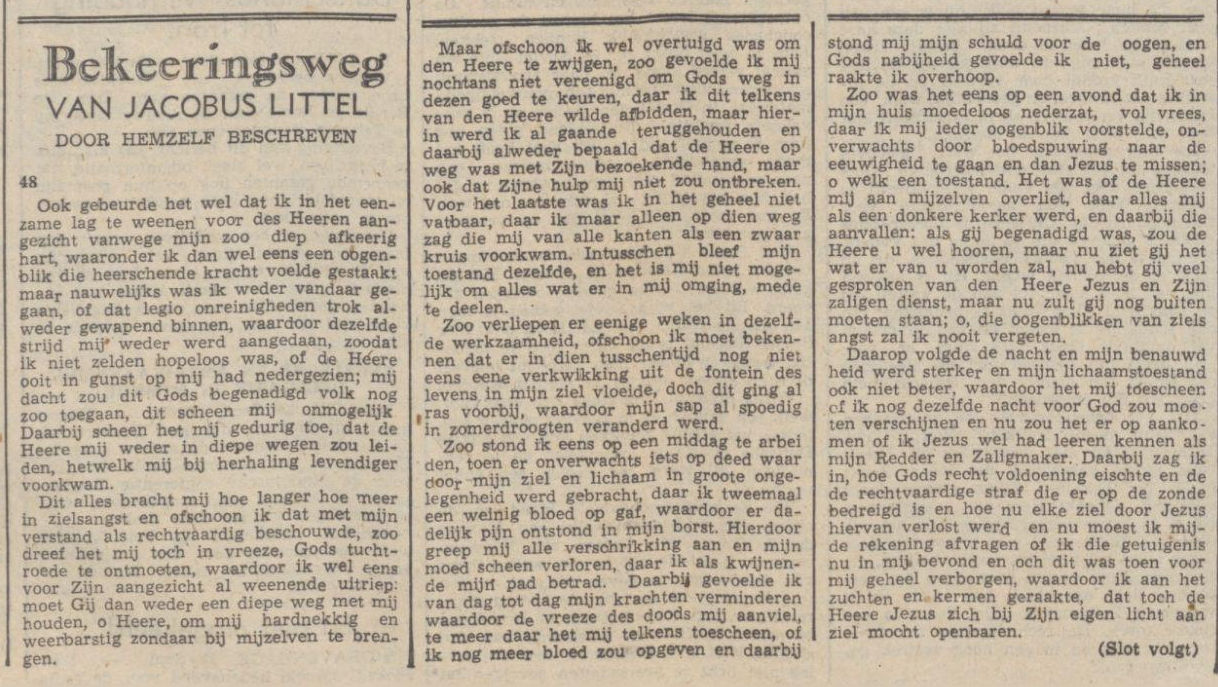 Bekeeringsweg
VAN JACOBUS LITTEL
DOOR HEMZELF BESCHREVEN
48
Ook gebeurde het wel dat ik in het een-
zame lag te weenen voor des Heeren aan-
gezicht vanwege mijn zoo diep afkeerig
hart, waaronder ik dan wel eens een obgen-
blik die heerschende kracht voelde gestaakt
maar nauwelijks was ik weder vandaar ge-
gaan, of dat legio onreinigheden trok al-
weder gewapend binnen, waardoor dezelfde
strijd mij weder werd aangedaan, zoodat
ik niet zelden hopeloos was, of de Heere
ooit in gunst op mij had nedergezien; mij
dacht zou dit Gods begenadigd volk nog
zoo toegaan, dit scheen mij onmogelijk
Daarbij scheen het mij gedurig toe, dat de
Heere mij weder in diepe wegen zou lei-
den, hetwelk mij bij herhaling levendiger
voorkwam.
Dit alles bracht mij hoe langer hoe meer
in zielsangst en ofschoon ik dat met mijn
verstand als rechtvaardig beschouwde, zoo
dreef het mij toch in vreeze, Gods tucht-
roede te ontmoeten, waardoor ik wel eens
voor Zijn aangezicht al weenende uitriep:
moet Gij dan weder een diepe weg met mij
houden, o Heere, om mij hardnekkig en
weerbarstig zondaar bij mijzelven te bren-
gen.
Maar ofschoon ik wel overtuigd was om
den Heere te zwijgen, zoo gevoelde ik mij
nochtans niet vereenigd om Gods weg in
dezen goed te keuren, daar ik dit telkens
van den Heere wilde afbidden, maar hier-
in werd ik al gaande teruggehouden en
daarbij alweder bepaald dat de Heere op
weg was met Zijn bezoekende hand, maar
ook dat Zijne hulp mij niet zou ontbreken.
Voor het laatste was ik in het geheel niet
vatbaar, daar ik maar alleen op dien weg
zag die mij van alle kanten als een zwaar
kruis voorkwam. Intusschen bleef mijn
toestand dezelfde, en het is mij niet moge-
lijk om alles wat er in mij omging, mede
te deelen.
Zoo verliepen er eenige weken in dezelf-
de werkzaamheid, ofschoon ik moet beken-
nen dat er in dien tusschentijd nog niet
eens eene verkwikking uit de fontein des
levens in mijn ziel vloeide, doch dit ging al
ras voorbij, waardoor mijn sap al spoedig
in zomerdroogten veranderd werd.
Zoo stond ik eens op een middag te arbei
den, toen er onverwachts iets op deed waar
door mijn ziel en lichaam in groote onge-
legenheid werd gebracht, daar ik tweemaal
een weinig bloed op gaf, waardoor er da-
delijk pijn ontstond in mijn borst. Hierdoor
greep mij alle verschrikking aan en mijn
moed scheen verloren, daar ik als kwijnen-
de mijn pad betrad. Daarbij gevoelde ik
van dag tot dag mijn krachten verminderen
waardoor de vreeze des doods mij aanviel,
te meer daar het mij telkens toescheen, of
ik nog meer bloed zou opgeven en daarbij
stond mij mijn schuld voor de oogen, en
Gods nabijheid gevoelde ik niet, geheel
raakte ik overhoop.
Zoo was het eens op een avond dat ik in
mijn huis moedeloos nederzat, vol vrees,
daar ik mij ieder oogenblik voorstelde, on-
verwachts door bloedspuwing naar de
eeuwigheid te gaan en dan Jezus te missen;
o welk een toestand. Het was of de Heere
mij aan mijzelven overliet, daar alles mij
als een donkere kerker werd, en daarbij die
aanvallen: als gij begenadigd was, zou de
Heere u wel hooren, maar nu ziet gij het
wat er van u worden zal, nu hebt gij veel
gesproken van den Heere Jezus en Zijn
zaligen dienst, maar nu zult gij nog buiten
moeten staan; o, die oogenblikken van ziels
angst zal ik nooit vergeten.
Daarop volgde de nacht en mijn benauwd
heid werd sterker en mijn lichaamstoestand
ook niet beter, waardoor het mij toescheen
of ik nog dezelfde nacht voor God zou moe-
ten verschijnen en nu zou het er op aanko-
men of ik Jezus wel had leeren kennen als
mijn Redder en Zaligmaker. Daarbij zag ik
in, hoe Gods recht voldoening eischte en de
de rechtvaardige straf die er op de zonde
bedreigd is en hoe nu elke ziel door Jezus
hiervan verlost werd en nu moest ik mij-
de rekening afvragen of ik die getuigenis
nu in mij bevond en och dit was toen voor
mij geheel verborgen, waardoor ik aan het
zuchten en kermen geraakte, dat toch de
Heere Jezus zich bij Zijn eigen licht aan
ziel mocht openbaren.
(Slot volgt)